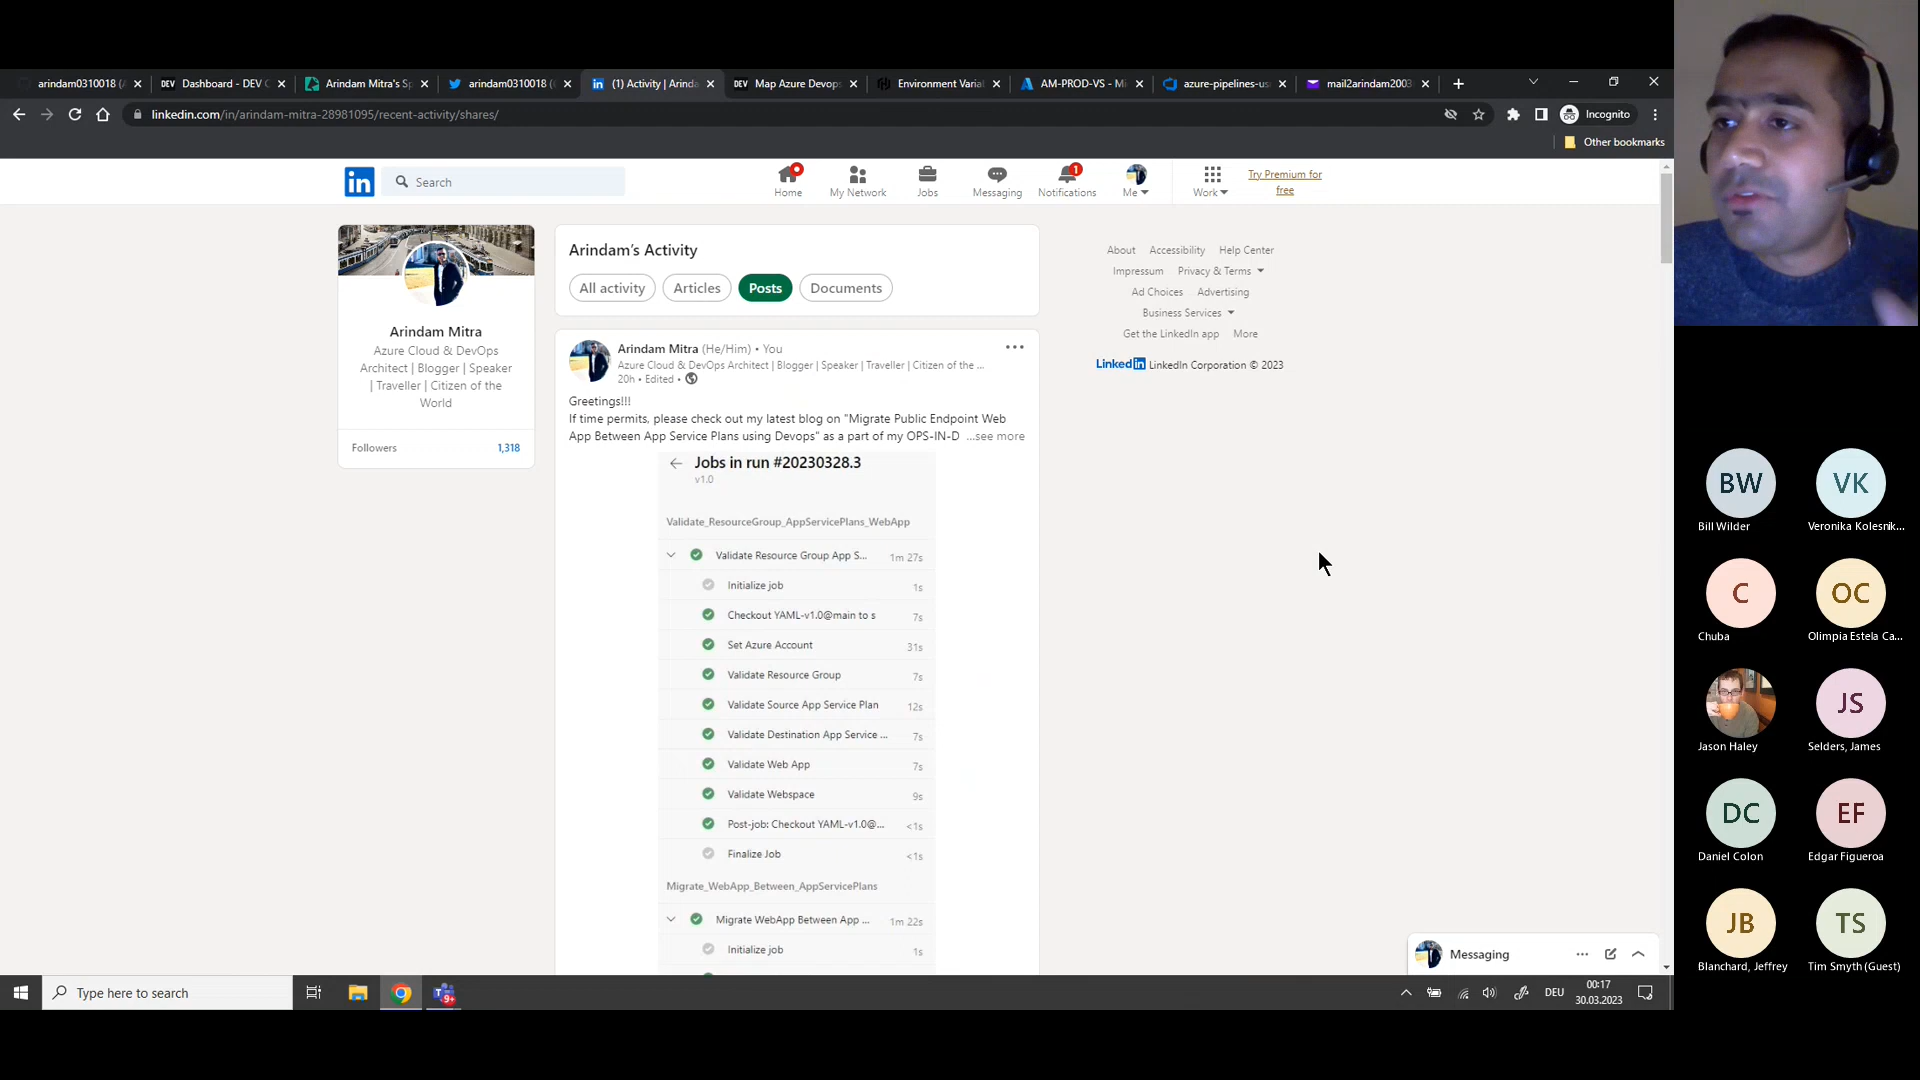 arindam0310018 (
Dashboard - DEV C
Arindam Mitra's Sp
arindam0310018 (
(1) Activity | Arinda
Map Azure Devops
Environment Varia
AM-PROD-VS - Mi
azure-pipelines-us
mail2arindam2003
linkedin.com/in/arindam-mitra-28981095/recent-activity/shares/
Incognito
Other bookmarks
in
Search
Home
My Network
Jobs
Messaging
1
Notifications
Me
Work
Try Premium for
free
Arindam Mitra
Azure Cloud & DevOps
Architect | Blogger | Speaker
| Traveller | Citizen of the
World
Followers 1,318
Arindam's Activity
All activity
Articles
Posts
Documents
Arindam Mitra (He/Him) • You
Azure Cloud & DevOps Architect | Blogger | Speaker | Traveller | Citizen of the ...
20h • Edited •
Greetings!!!
If time permits, please check out my latest blog on "Migrate Public Endpoint Web
App Between App Service Plans using Devops" as a part of my OPS-IN-D ...see more
Jobs in run #20230328.3
v1.0
Validate_ResourceGroup_AppServicePlans_WebApp
Validate Resource Group App S... 1m 27s
Initialize job 1s
Checkout YAML-v1.0@main to s 7s
Set Azure Account 31s
Validate Resource Group 7s
Validate Source App Service Plan 12s
Validate Destination App Service ... 7s
Validate Web App 7s
Validate Webspace 9s
Post-job: Checkout YAML-v1.0@... <1s
Finalize Job <1s
Migrate_WebApp_Between_AppServicePlans
Migrate WebApp Between App ... 1m 22s
Initialize job 1s
About Accessibility Help Center
Impressum Privacy & Terms
Ad Choices Advertising
Business Services
Get the LinkedIn app More
LinkedIn LinkedIn Corporation © 2023
Messaging
Type here to search
9+
DEU
00:17
30.03.2023
BW
Bill Wilder
VK
Veronika Kolesnik...
C
Chuba
OC
Olimpia Estela Ca...
Jason Haley
JS
Selders, James
DC
Daniel Colon
EF
Edgar Figueroa
JB
Blanchard, Jeffrey
TS
Tim Smyth (Guest)